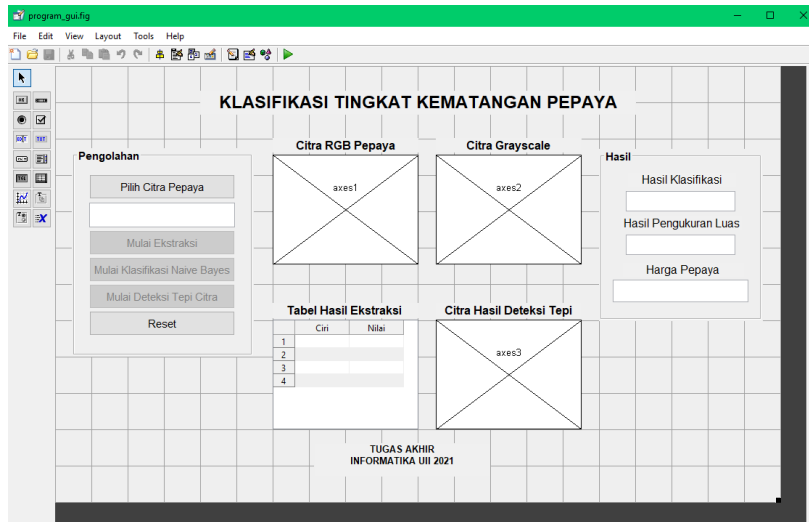 program_gui.fig
File Edit View Layout Tools Help
KLASIFIKASI TINGKAT KEMATANGAN PEPAYA
Pengolahan
Pilih Citra Pepaya
Mulai Ekstraksi
Mulai Klasifikasi Naive Bayes
Mulai Deteksi Tepi Citra
Reset
Citra RGB Pepaya
axes1
Citra Grayscale
axes2
Hasil
Hasil Klasifikasi
Hasil Pengukuran Luas
Harga Pepaya
Tabel Hasil Ekstraksi
Ciri Nilai
1
2
3
4
Citra Hasil Deteksi Tepi
axes3
TUGAS AKHIR
INFORMATIKA UII 2021